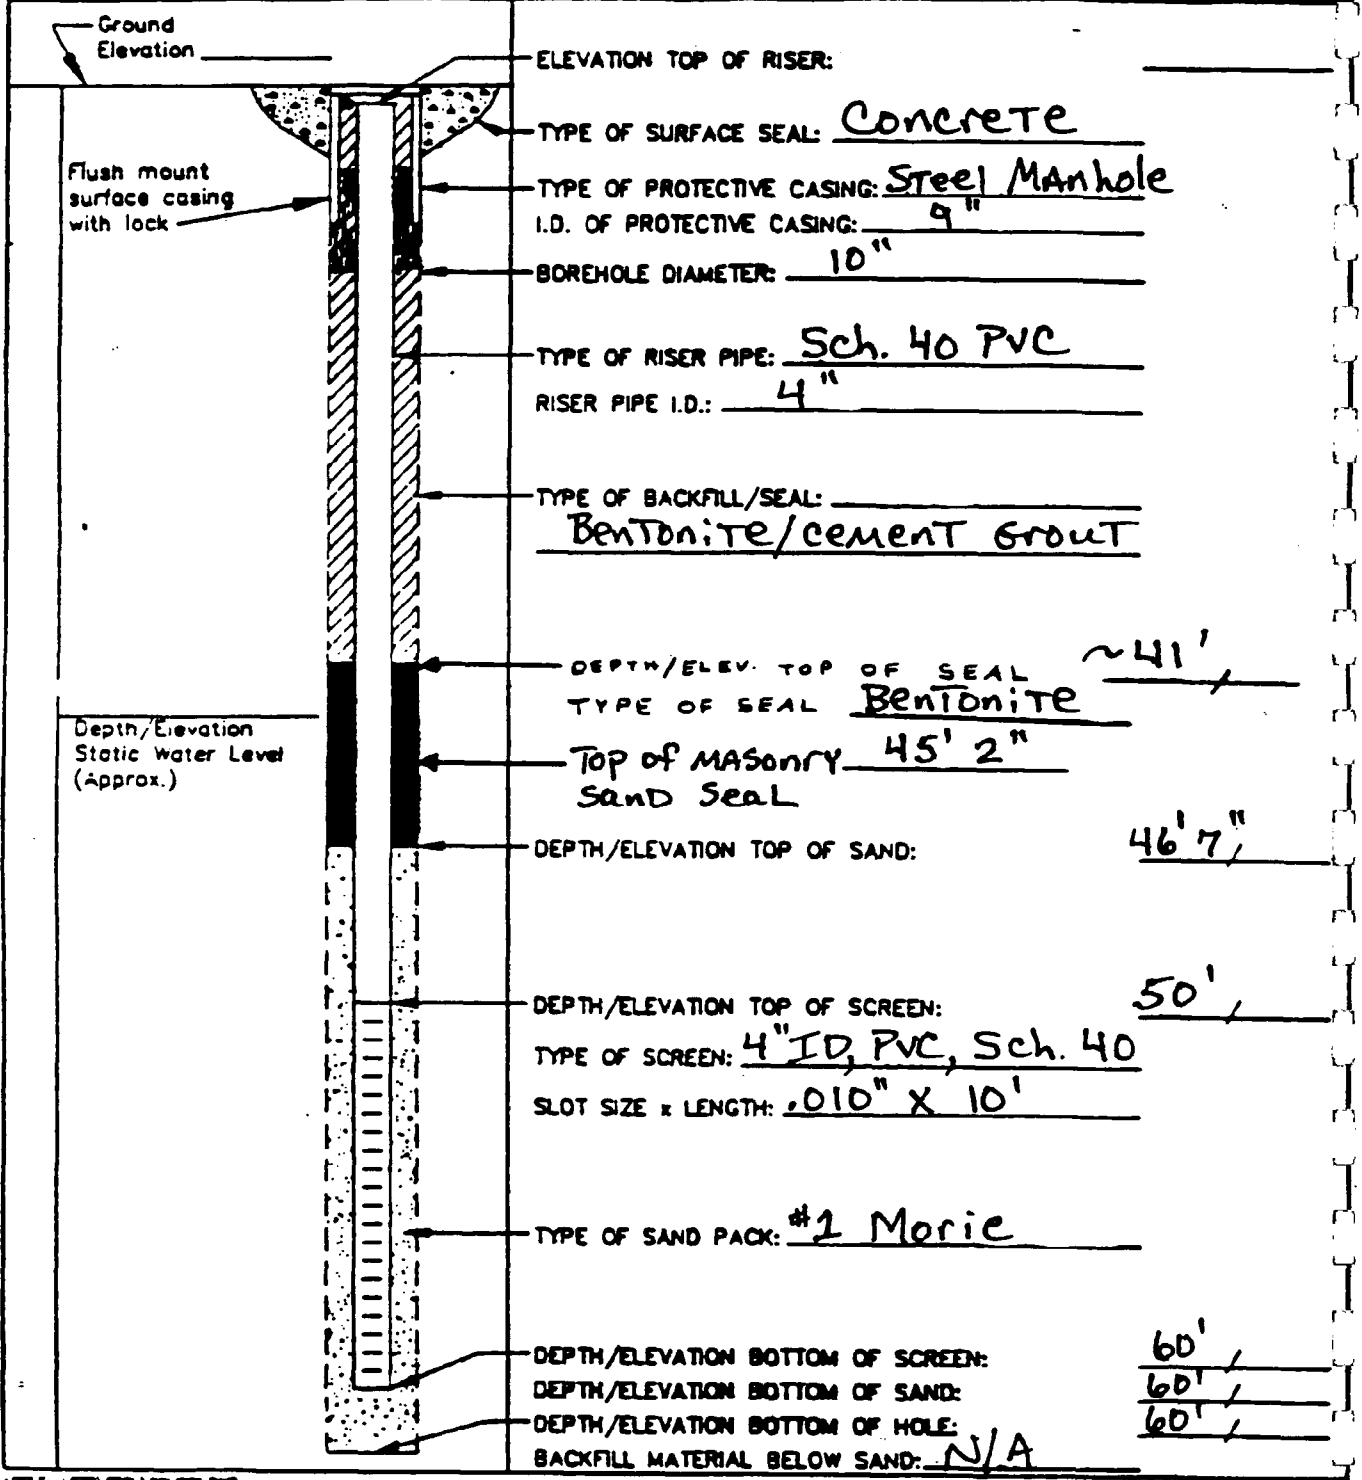 Ground
Elevation
ELEVATION TOP OF RISER:
TYPE OF SURFACE SEAL: Concrete
Flush mount
surface casing
with lock
TYPE OF PROTECTIVE CASING: Steel Manhole
I.D. OF PROTECTIVE CASING: 9"
BOREHOLE DIAMETER: 10"
TYPE OF RISER PIPE: Sch. 40 PVC
RISER PIPE I.D.: 4"
TYPE OF BACKFILL/SEAL:
Bentonite/cement Grout
DEPTH/ELEV. TOP OF SEAL ~41' /
TYPE OF SEAL Bentonite
Depth/Elevation
Static Water Level
(Approx.)
Top of Masonry 45' 2"
Sand Seal
DEPTH/ELEVATION TOP OF SAND: 46' 7" /
DEPTH/ELEVATION TOP OF SCREEN: 50' /
TYPE OF SCREEN: 4" ID, PVC, Sch. 40
SLOT SIZE x LENGTH: .010" X 10'
TYPE OF SAND PACK: #1 Morie
DEPTH/ELEVATION BOTTOM OF SCREEN: 60' /
DEPTH/ELEVATION BOTTOM OF SAND: 60' /
DEPTH/ELEVATION BOTTOM OF HOLE: 60' /
BACKFILL MATERIAL BELOW SAND: N/A